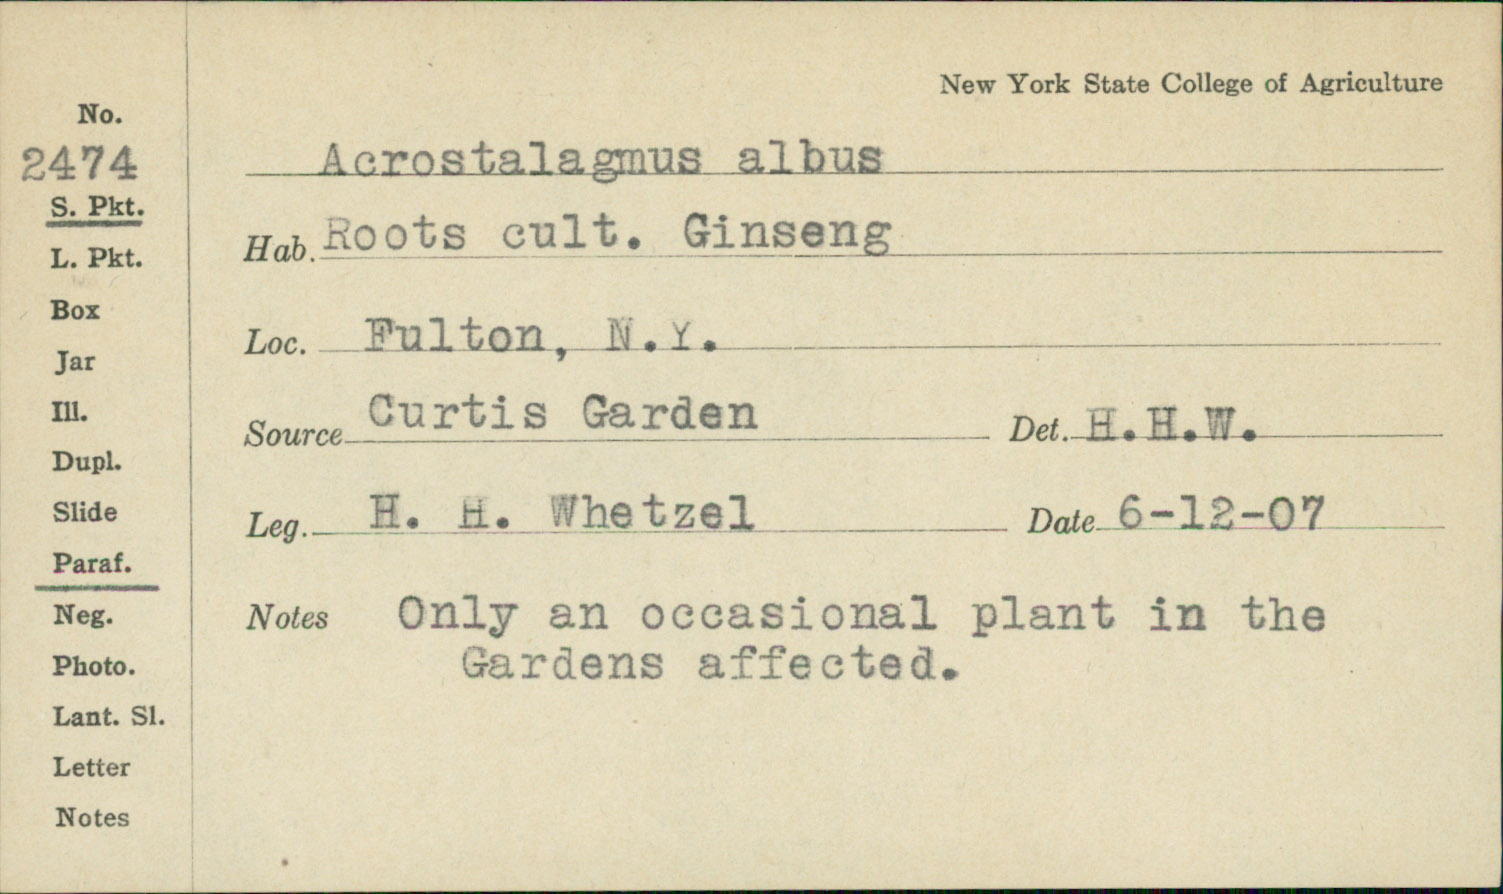 New York State College of Agriculture
No.
2474
S. Pkt.
L. Pkt.
Box
Jar
Ill.
Dupl.
Slide
Paraf.
Neg.
Photo.
Lant. Sl.
Letter
Notes
Acrostalagmus albus
Hab. Roots cult. Ginseng
Loc. Fulton, N.Y.
Source Curtis Garden Det. H.H.W.
Leg. H. H. Whetzel Date 6-12-07
Notes Only an occasional plant in the
Gardens affected.